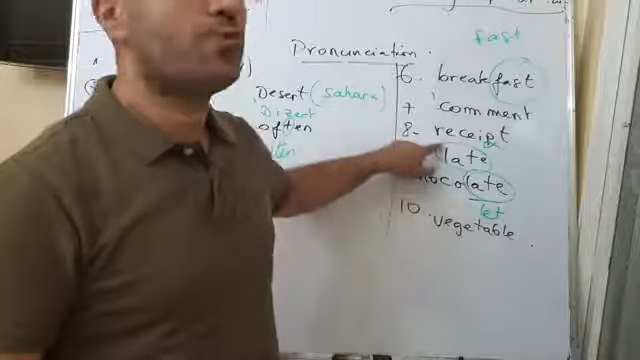 fast
Pronunciation.
6. breakfast
Desert (sahara)
Dizert
7 'comment
often
8- receipt
late
ocolate
let
10. vegetable.